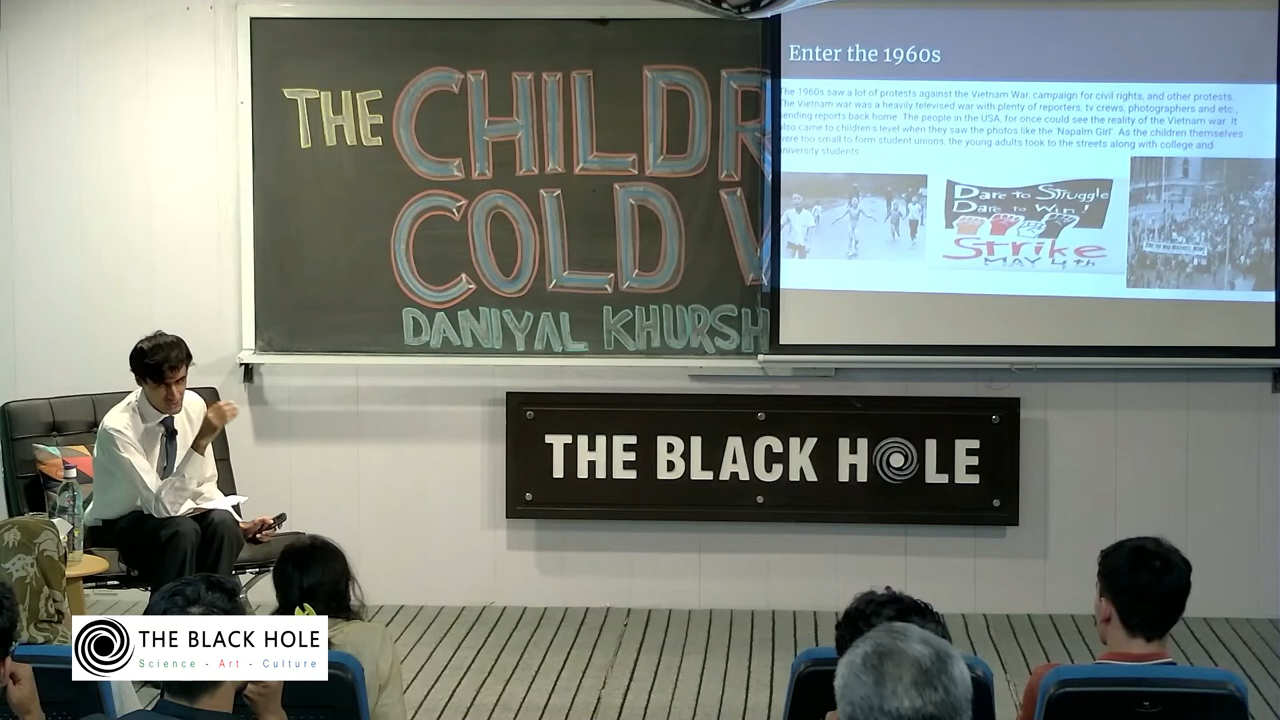 THE CHILDR
COLD W
DANIYAL KHURSH
Enter the 1960s
The 1960s saw a lot of protests against the Vietnam War, campaign for civil rights, and other protests.
The Vietnam war was a heavily televised war with plenty of reporters, tv crews, photographers and etc.,
sending reports back home. The people in the USA, for once could see the reality of the Vietnam war. It
also came to children's level when they saw the photos like the 'Napalm Girl'. As the children themselves
were too small to form student unions, the young adults took to the streets along with college and
university students.
Dare to Struggle
Dare to Win!
Strike
MAY 4th
THE BLACK HOLE
THE BLACK HOLE
Science - Art - Culture